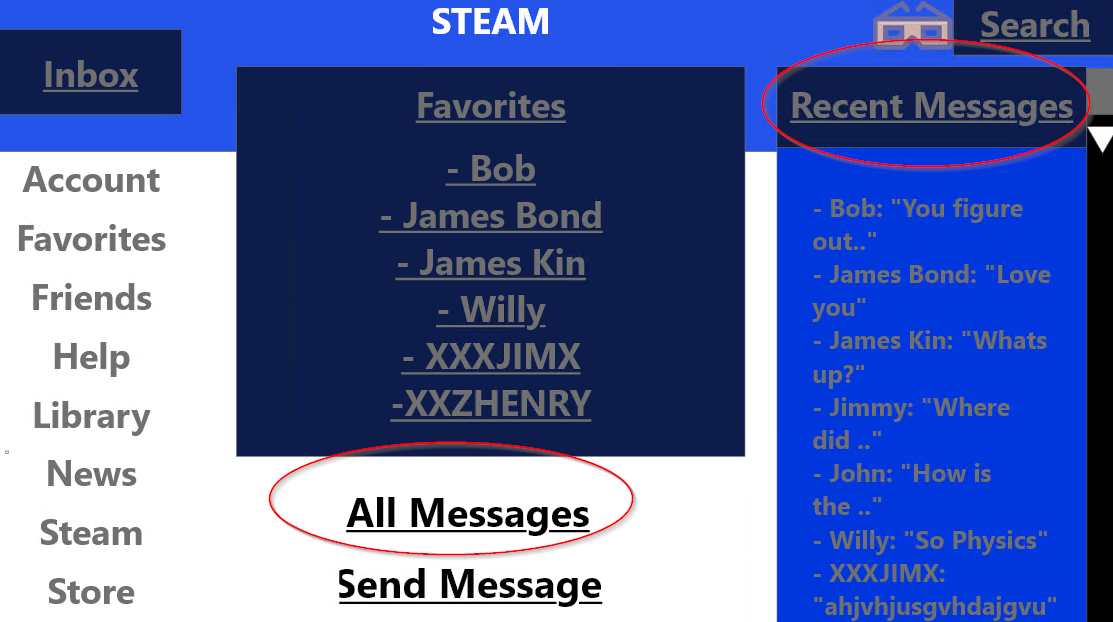 STEAM
Search
Inbox
Account
Favorites
Friends
Help
Library
News
Steam
Store
Favorites
- Bob
- James Bond
- James Kin
- Willy
- XXXJIMX
-XXZHENRY
All Messages
Send Message
Recent Messages
- Bob: "You figure
out.."
- James Bond: "Love
you"
- James Kin: "Whats
up?"
- Jimmy: "Where
did .."
- John: "How is
the .."
- Willy: "So Physics"
- XXXJIMX:
"ahjvhjusgvhdajgvu"